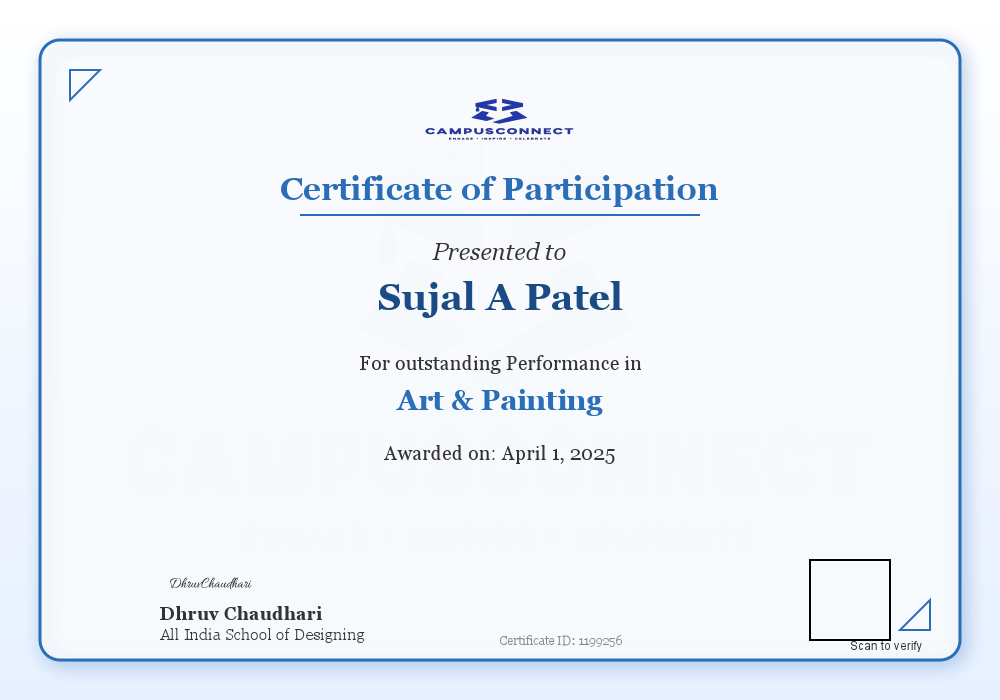 CAMPUSCONNECT
ENGAGE • INSPIRE • CELEBRATE
Certificate of Participation
Presented to
Sujal A Patel
For outstanding Performance in
Art & Painting
Awarded on: April 1, 2025
CAMPUSCONNECT
ENGAGE INSPIRE CELEBRATE
DhruvChaudhari
Dhruv Chaudhari
All India School of Designing
Certificate ID: 1199256
Scan to verify